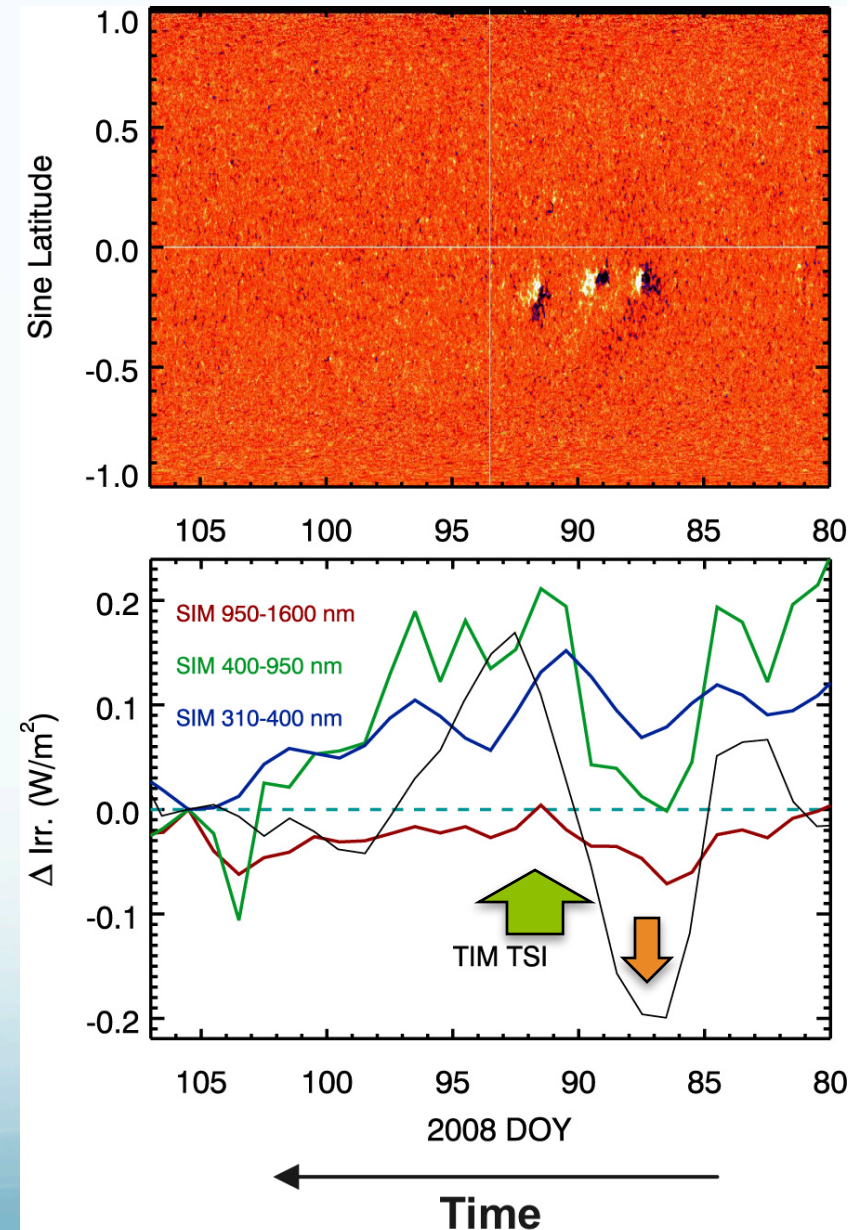 1.0
0.5
0.0
-0.5
-1.0
Sine Latitude
105 100 95 90 85 80
0.2
0.1
0.0
-0.1
-0.2
Δ Irr. (W/m²)
SIM 950-1600 nm
SIM 400-950 nm
SIM 310-400 nm
TIM TSI
105 100 95 90 85 80
2008 DOY
Time